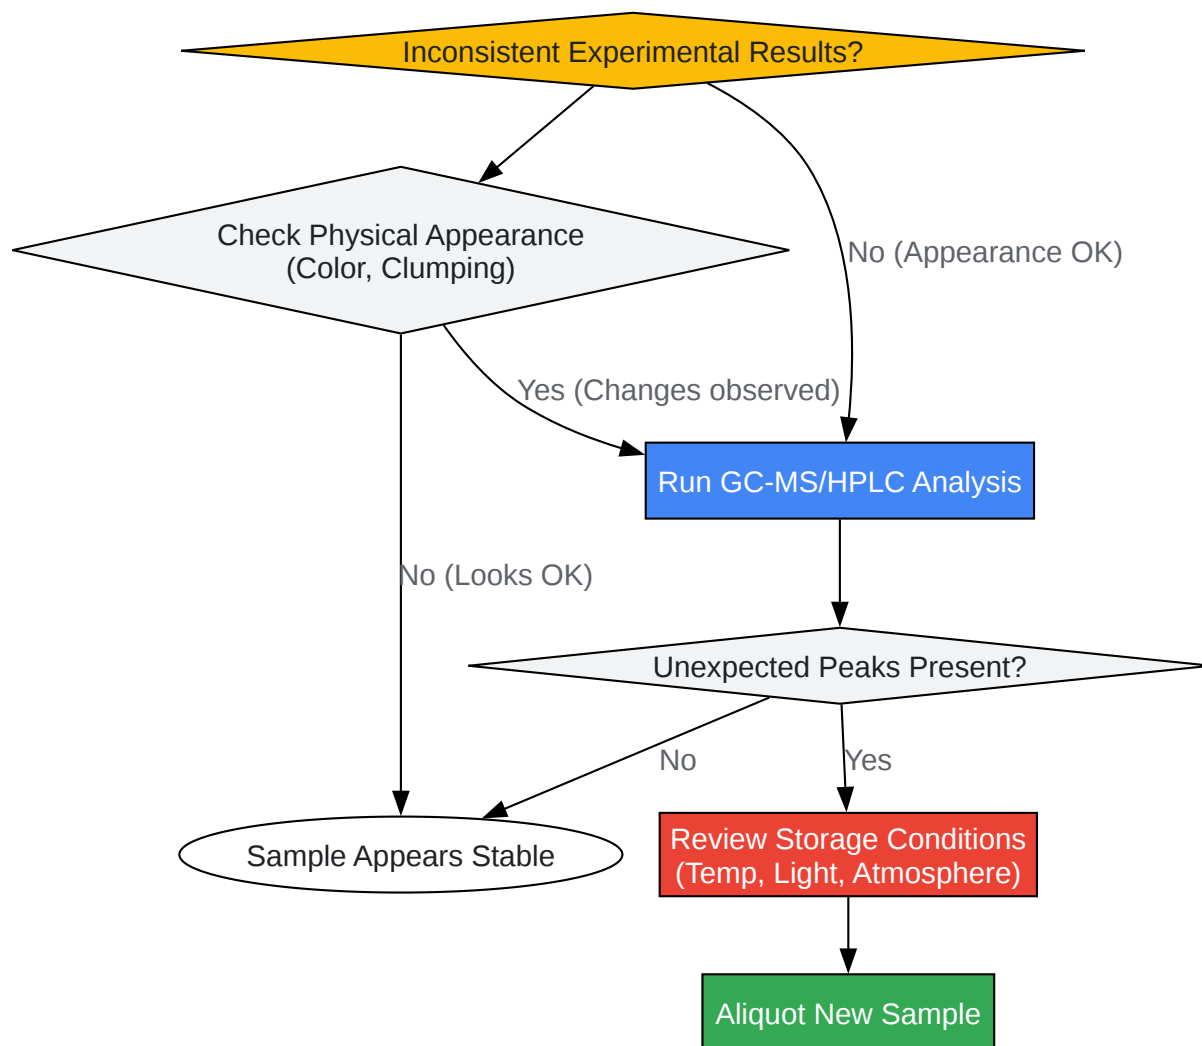 Inconsistent Experimental Results?
Check Physical Appearance
(Color, Clumping)
No (Appearance OK)
Yes (Changes observed)
Run GC-MS/HPLC Analysis
No (Looks OK)
Unexpected Peaks Present?
No
Yes
Sample Appears Stable
Review Storage Conditions
(Temp, Light, Atmosphere)
Aliquot New Sample